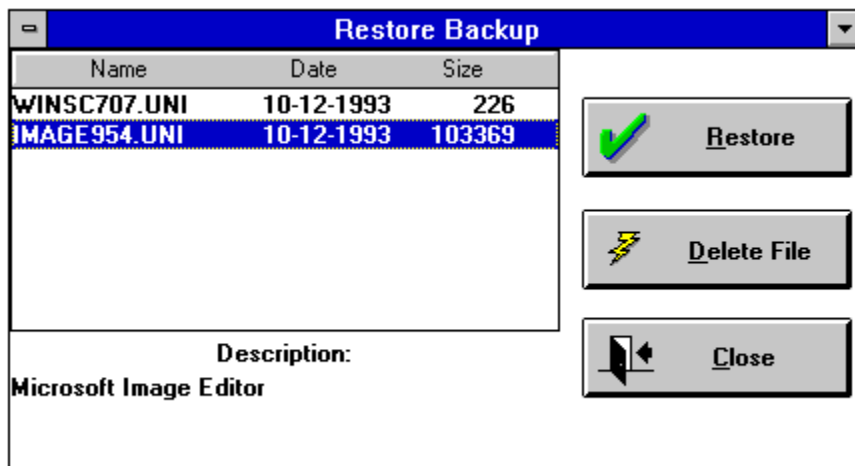 Restore Backup
Name Date Size
WINSC707.UNI 10-12-1993 226
IMAGE954.UNI 10-12-1993 103369
Restore
Delete File
Close
Description:
Microsoft Image Editor